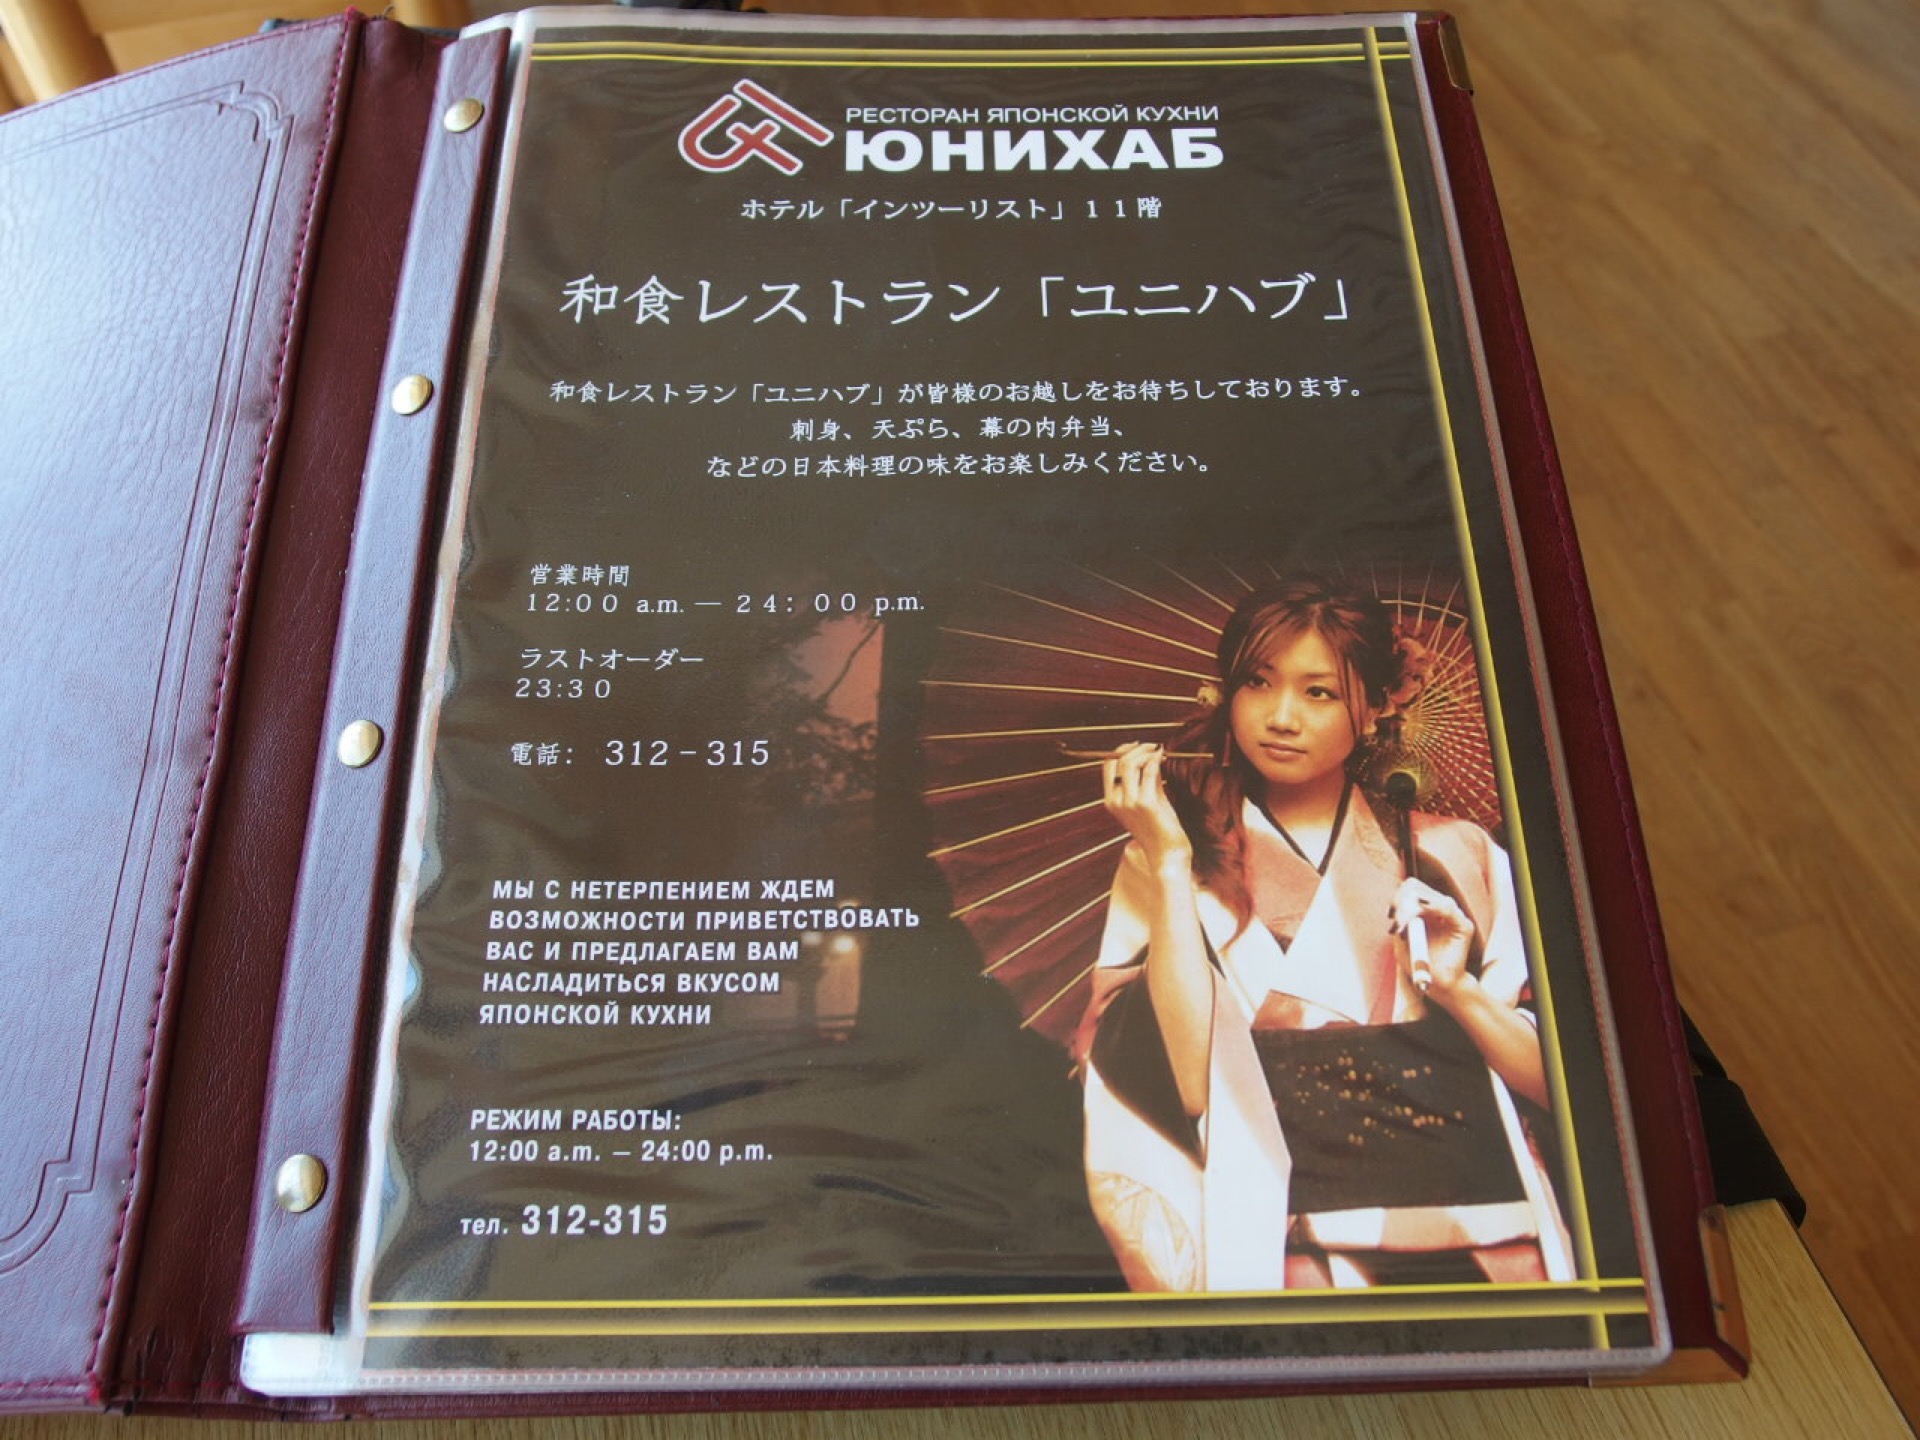 РЕСТОРАН ЯПОНСКОЙ КУХНИ
ЮНИХАБ
ホテル「インツーリスト」１１階
和食レストラン「ユニハブ」
和食レストラン「ユニハブ」が皆様のお越しをお待ちしております。
刺身、天ぷら、幕の内弁当、
などの日本料理の味をお楽しみください。
営業時間
12:００ a.m. — ２４：００ p.m.
ラストオーダー
23:30
電話： 312－315
МЫ С НЕТЕРПЕНИЕМ ЖДЕМ
ВОЗМОЖНОСТИ ПРИВЕТСТВОВАТЬ
ВАС И ПРЕДЛАГАЕМ ВАМ
НАСЛАДИТЬСЯ ВКУСОМ
ЯПОНСКОЙ КУХНИ
РЕЖИМ РАБОТЫ:
12:00 a.m. – 24:00 p.m.
тел. 312-315